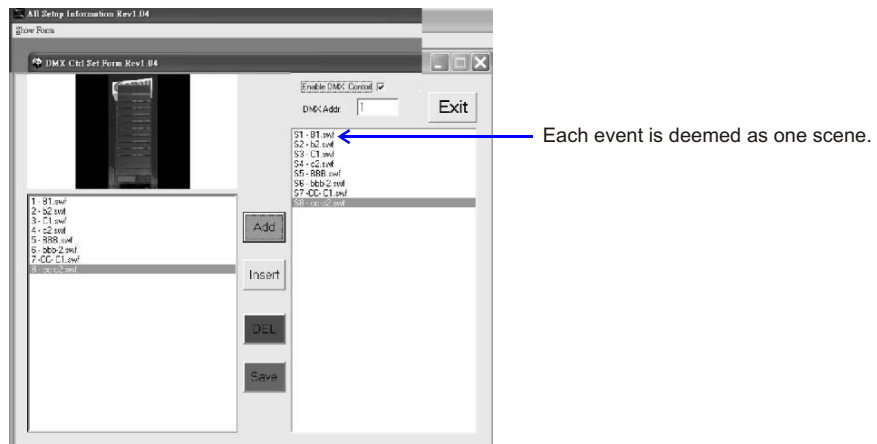 All Setup Information Rev1.04
Show Form
DMX Ctrl Set Form Rev1.04
Enable DMX Control
DMX Addr. 1
Exit
S1 - B1.swf
S2 - b2.swf
S3 - C1.swf
S4 - c2.swf
S5 - BBB.swf
S6 - bbb-2.swf
S7 -CC- C1.swf
S8 - cc-c2.swf
Each event is deemed as one scene.
1 - B1.swf
2 - b2.swf
3 - C1.swf
4 - c2.swf
5 - BBB.swf
6 - bbb-2.swf
7 -CC- C1.swf
8 - cc-c2.swf
Add
Insert
DEL
Save